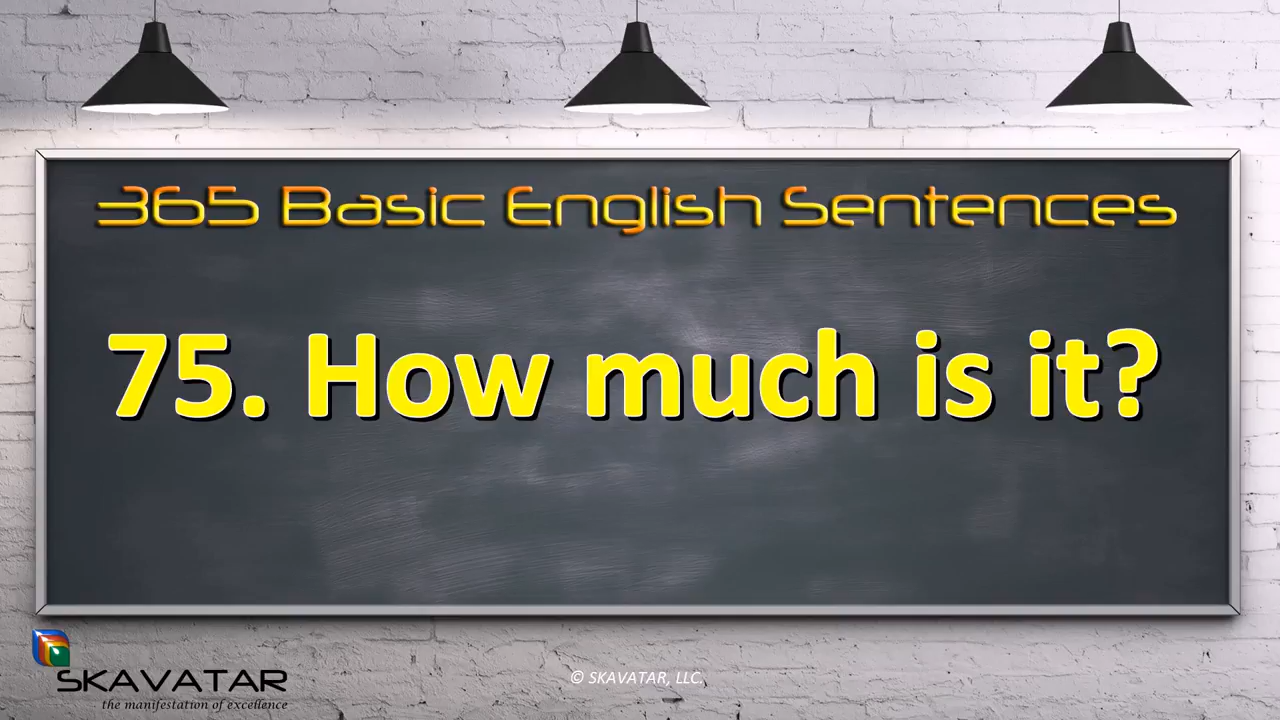 365 Basic English Sentences
75. How much is it?
SKAVATAR
the manifestation of excellence
© SKAVATAR, LLC.